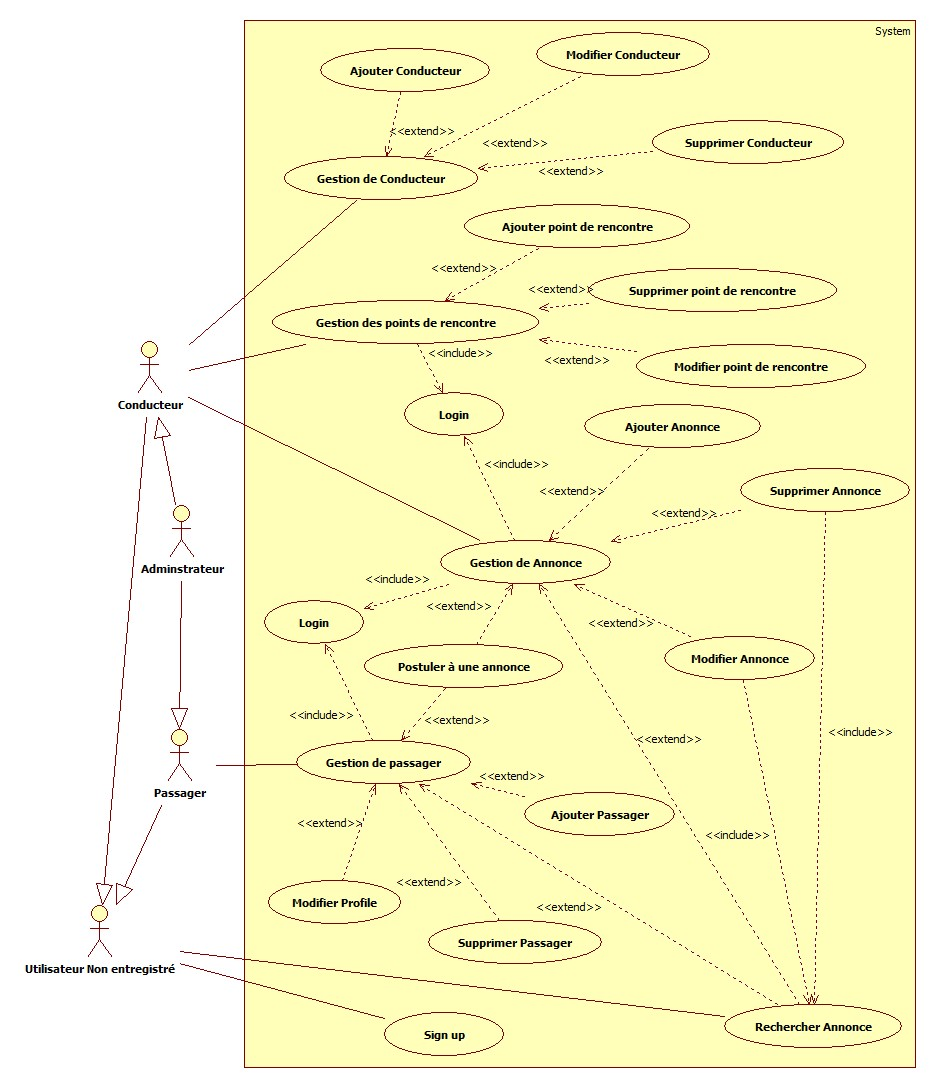 System
Modifier Conducteur
Ajouter Conducteur
<<extend>>
<<extend>>
Supprimer Conducteur
<<extend>>
Gestion de Conducteur
Ajouter point de rencontre
<<extend>>
Supprimer point de rencontre
<<extend>>
Gestion des points de rencontre
<<include>>
<<extend>>
Modifier point de rencontre
Conducteur
Login
Ajouter Anonnce
<<include>>
<<extend>>
Supprimer Annonce
<<extend>>
Adminstrateur
Gestion de Annonce
<<include>>
<<extend>>
Login
<<extend>>
Modifier Annonce
Postuler à une annonce
<<include>>
<<extend>>
<<extend>>
<<include>>
Gestion de passager
<<extend>>
Passager
Ajouter Passager
<<extend>>
<<include>>
<<extend>>
Modifier Profile
<<extend>>
Supprimer Passager
Utilisateur Non entregistré
Rechercher Annonce
Sign up